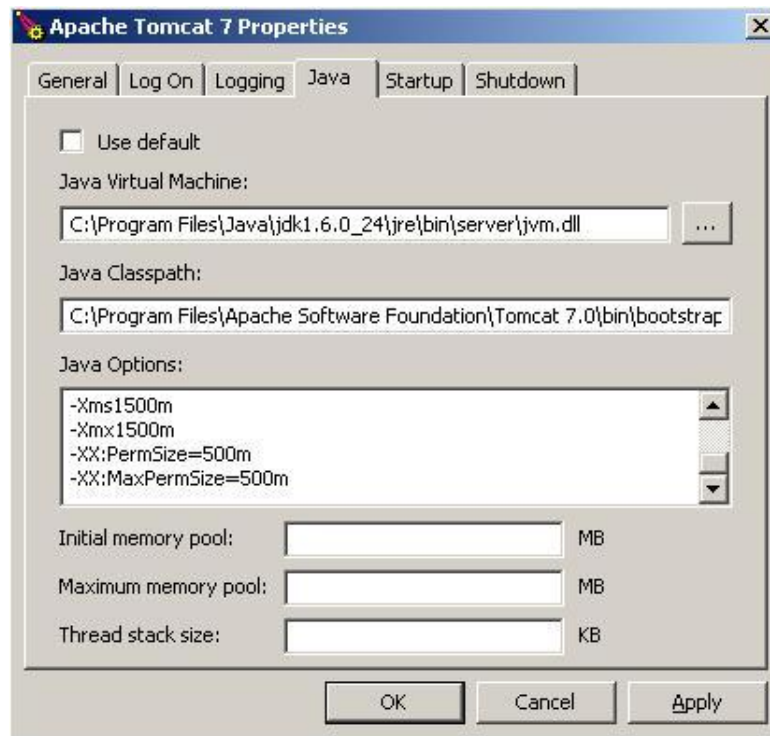 Apache Tomcat 7 Properties
General Log On Logging Java Startup Shutdown
Use default
Java Virtual Machine:
C:\Program Files\Java\jdk1.6.0_24\jre\bin\server\jvm.dll ...
Java Classpath:
C:\Program Files\Apache Software Foundation\Tomcat 7.0\bin\bootstrap
Java Options:
-Xms1500m
-Xmx1500m
-XX:PermSize=500m
-XX:MaxPermSize=500m
Initial memory pool: MB
Maximum memory pool: MB
Thread stack size: KB
OK Cancel Apply